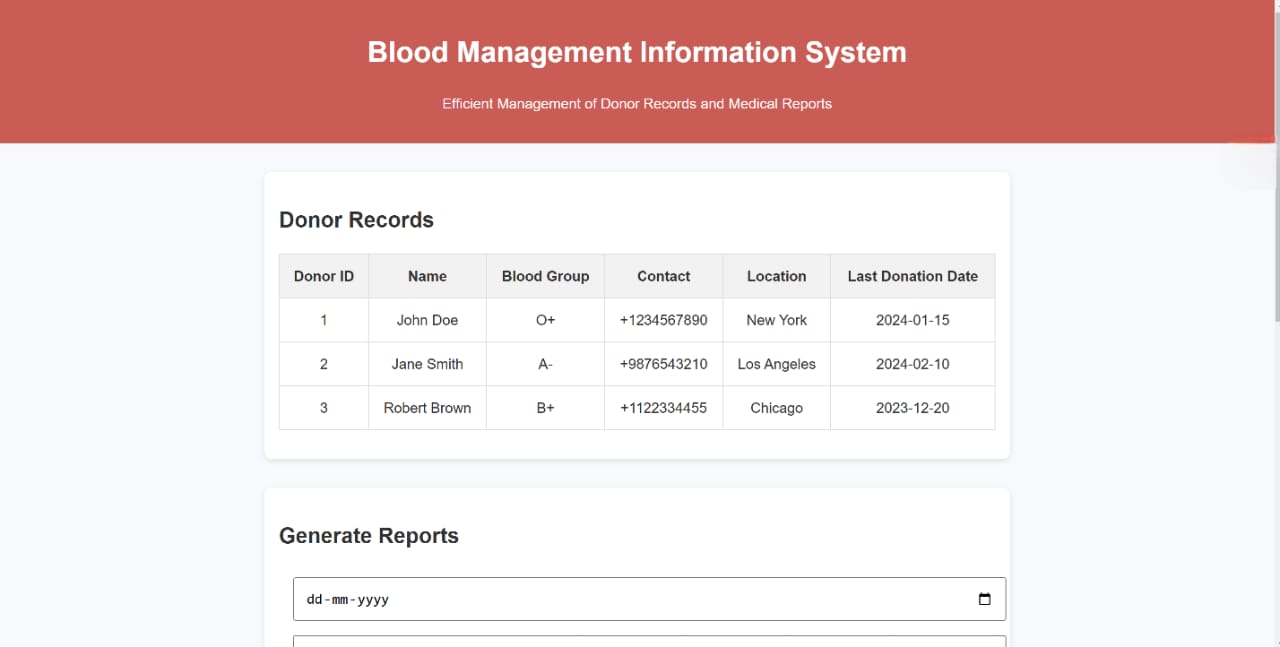 Blood Management Information System
Efficient Management of Donor Records and Medical Reports
Donor Records
Donor ID Name Blood Group Contact Location Last Donation Date
1 John Doe O+ +1234567890 New York 2024-01-15
2 Jane Smith A- +9876543210 Los Angeles 2024-02-10
3 Robert Brown B+ +1122334455 Chicago 2023-12-20
Generate Reports
dd-mm-yyyy